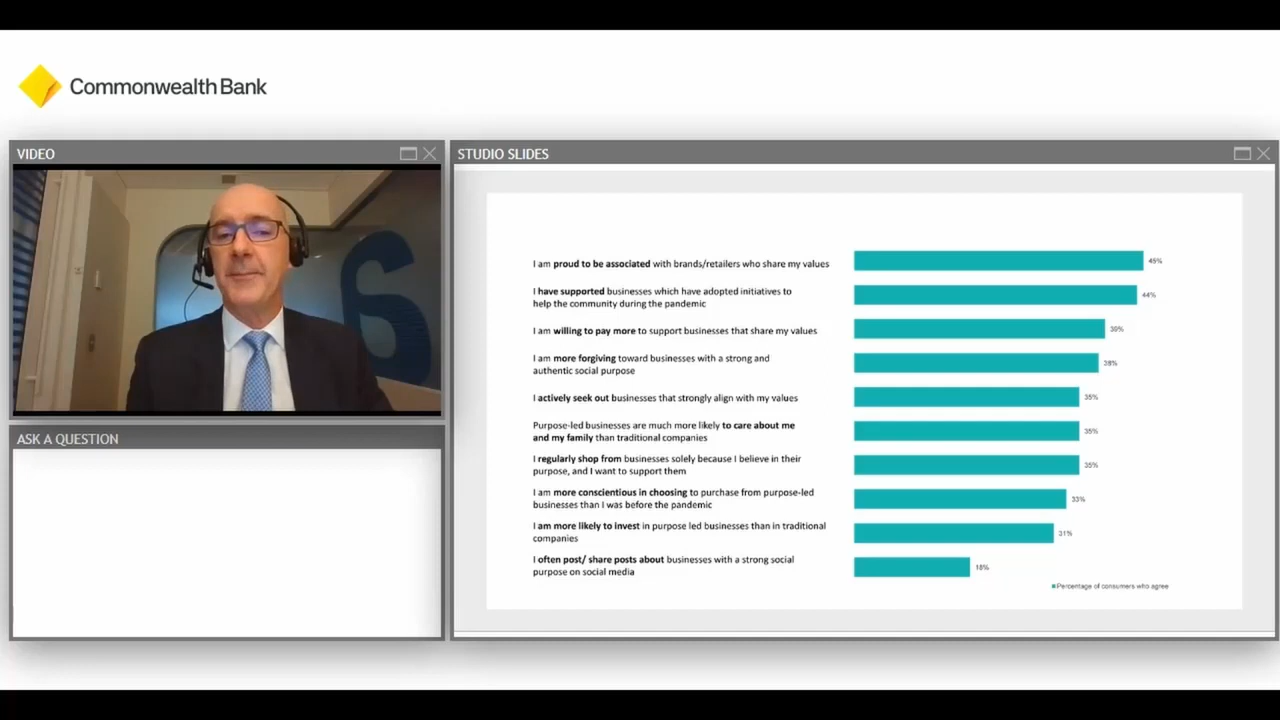 CommonwealthBank
VIDEO
6
ASK A QUESTION
STUDIO SLIDES
I am proud to be associated with brands/retailers who share my values
45%
I have supported businesses which have adopted initiatives to
help the community during the pandemic
44%
I am willing to pay more to support businesses that share my values
39%
I am more forgiving toward businesses with a strong and
authentic social purpose
38%
I actively seek out businesses that strongly align with my values
35%
Purpose-led businesses are much more likely to care about me
and my family than traditional companies
35%
I regularly shop from businesses solely because I believe in their
purpose, and I want to support them
35%
I am more conscientious in choosing to purchase from purpose-led
businesses than I was before the pandemic
33%
I am more likely to invest in purpose led businesses than in traditional
companies
31%
I often post/ share posts about businesses with a strong social
purpose on social media
18%
Percentage of consumers who agree